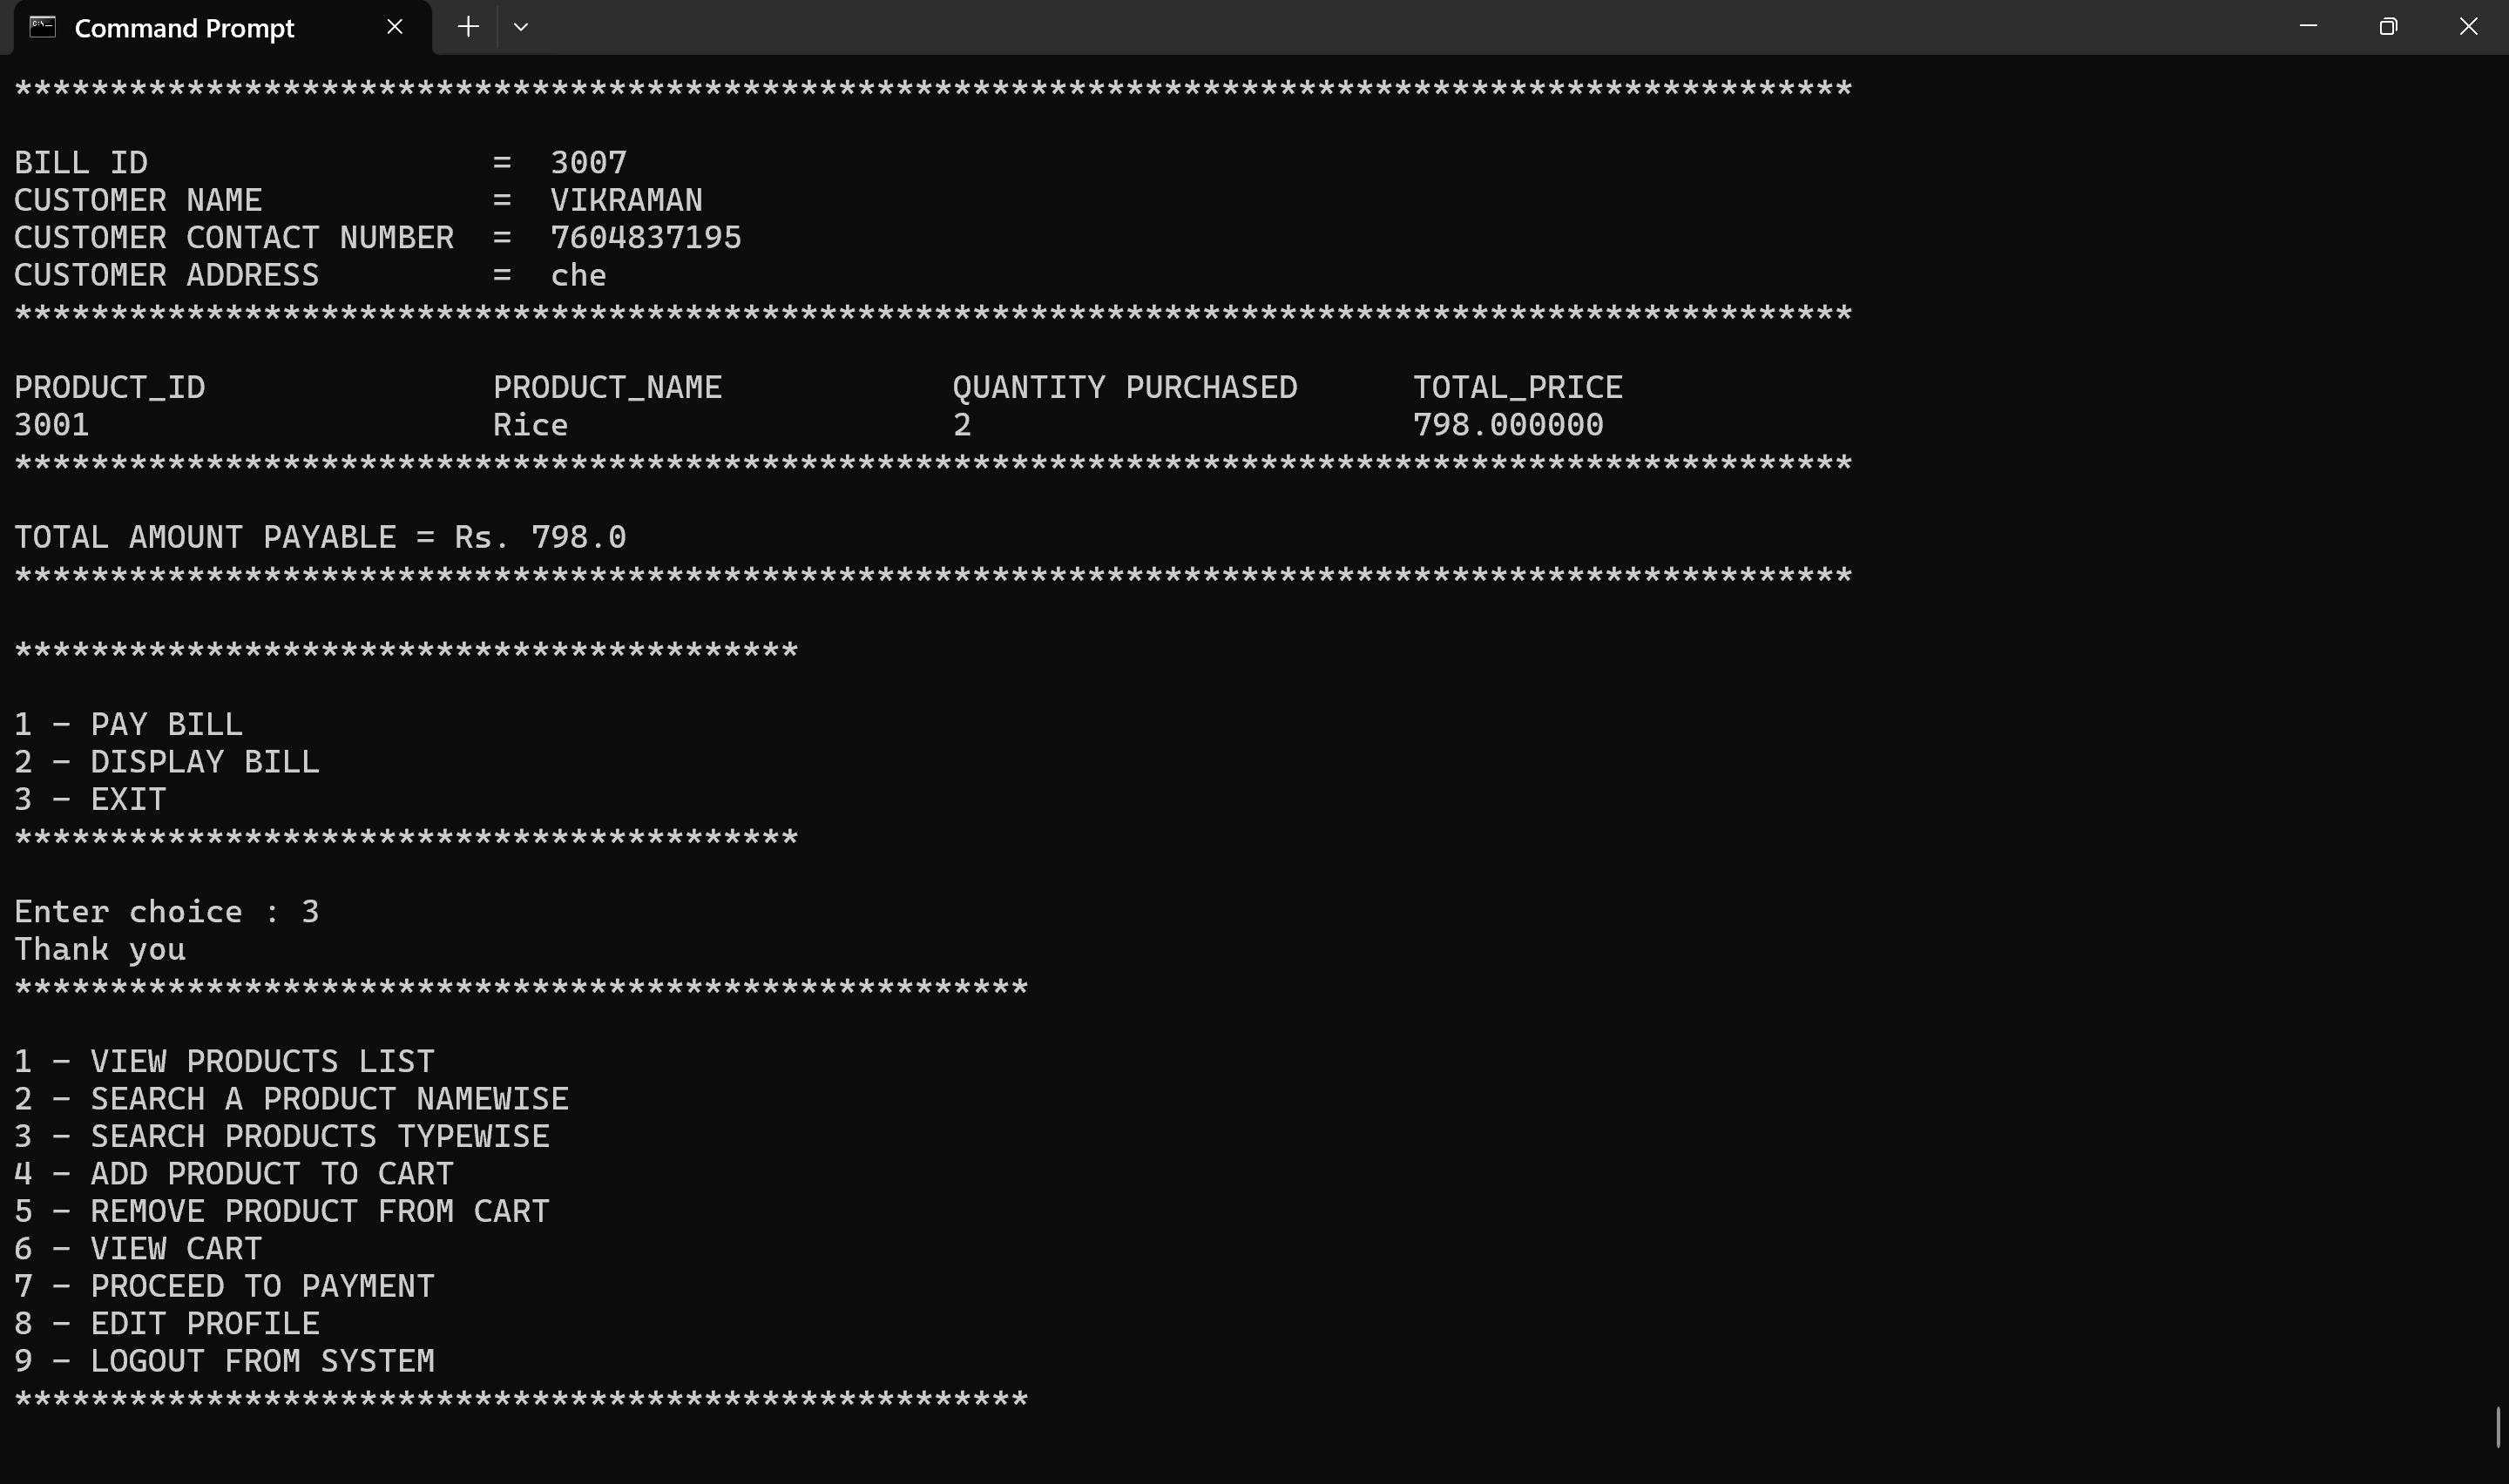 Command Prompt
************************************************************************************************
BILL ID                  =  3007
CUSTOMER NAME            =  VIKRAMAN
CUSTOMER CONTACT NUMBER  =  7604837195
CUSTOMER ADDRESS         =  che
************************************************************************************************
PRODUCT_ID               PRODUCT_NAME            QUANTITY PURCHASED      TOTAL_PRICE
3001                     Rice                    2                       798.000000
************************************************************************************************
TOTAL AMOUNT PAYABLE = Rs. 798.0
************************************************************************************************
*****************************************
1 - PAY BILL
2 - DISPLAY BILL
3 - EXIT
*****************************************
Enter choice : 3
Thank you
*****************************************************
1 - VIEW PRODUCTS LIST
2 - SEARCH A PRODUCT NAMEWISE
3 - SEARCH PRODUCTS TYPEWISE
4 - ADD PRODUCT TO CART
5 - REMOVE PRODUCT FROM CART
6 - VIEW CART
7 - PROCEED TO PAYMENT
8 - EDIT PROFILE
9 - LOGOUT FROM SYSTEM
*****************************************************